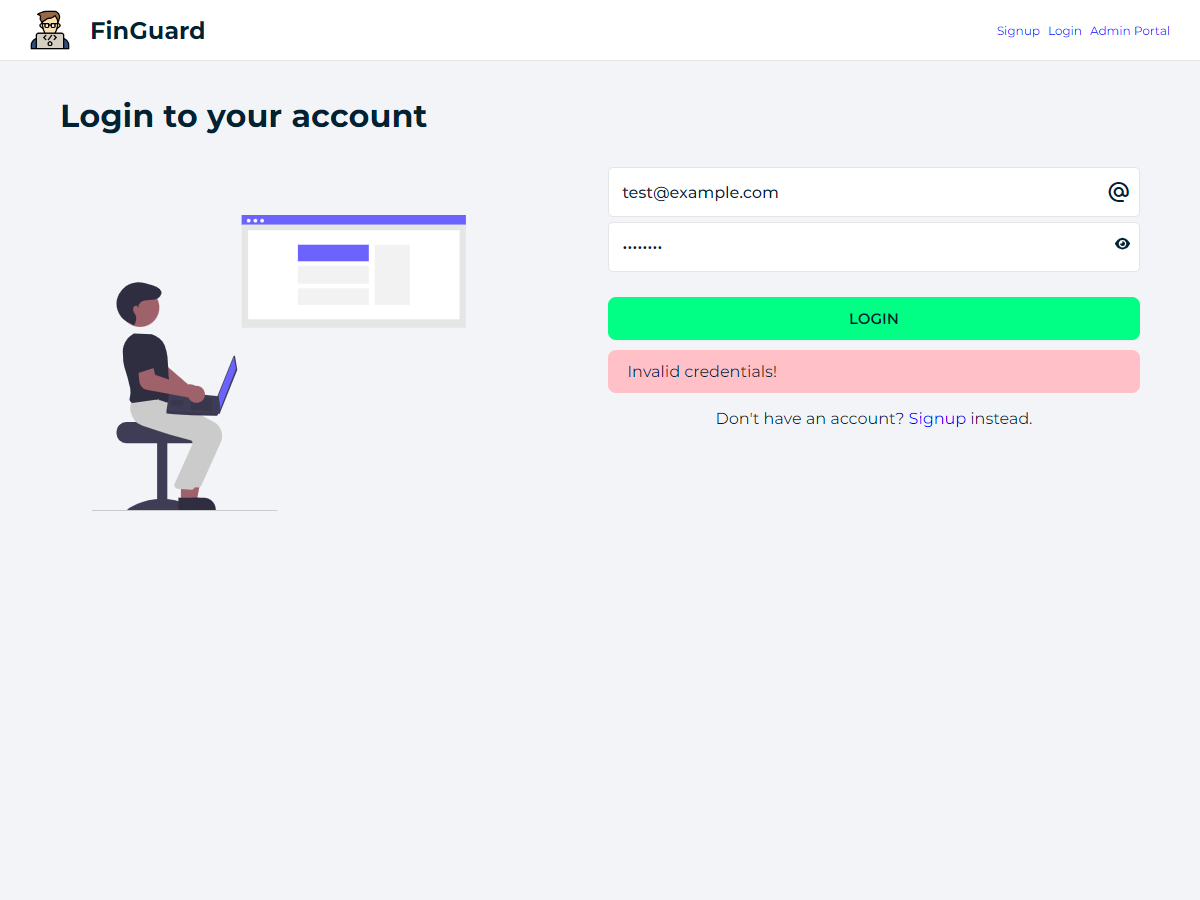 FinGuard
Signup Login Admin Portal
Login to your account
test@example.com
••••••••
LOGIN
Invalid credentials!
Don't have an account? Signup instead.